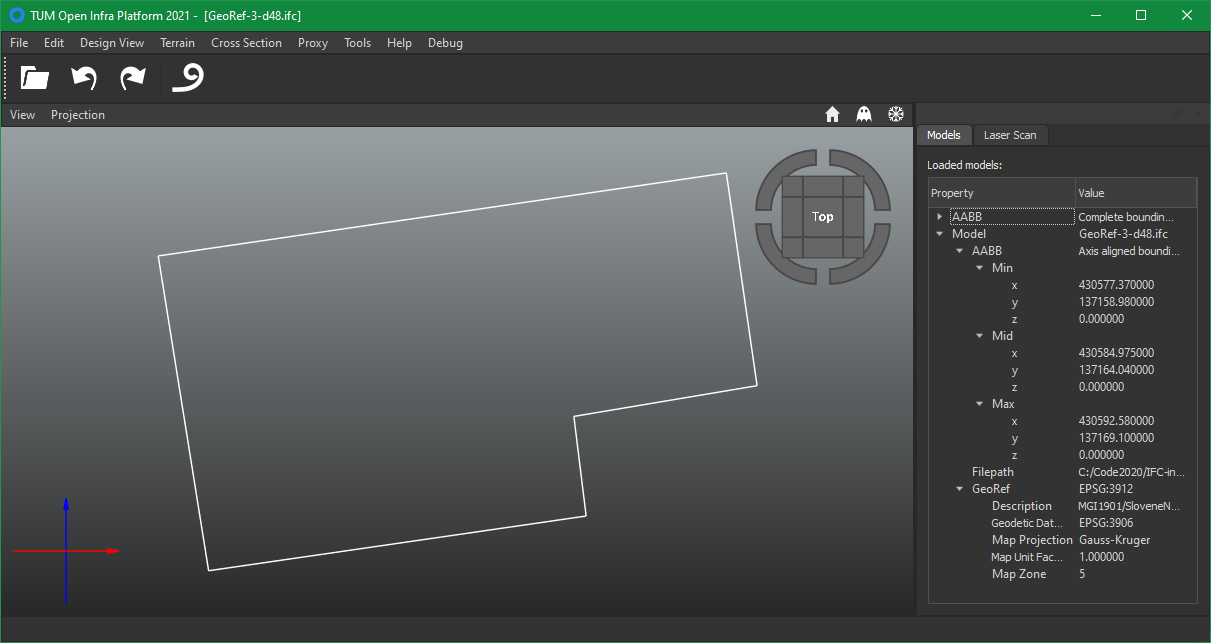 TUM Open Infra Platform 2021 - [GeoRef-3-d48.ifc]
File Edit Design View Terrain Cross Section Proxy Tools Help Debug
View Projection
Top
Models Laser Scan
Loaded models:
Property Value
AABB Complete boundin...
Model GeoRef-3-d48.ifc
AABB Axis aligned boundi...
Min
x 430577.370000
y 137158.980000
z 0.000000
Mid
x 430584.975000
y 137164.040000
z 0.000000
Max
x 430592.580000
y 137169.100000
z 0.000000
Filepath C:/Code2020/IFC-in...
GeoRef EPSG:3912
Description MGI1901/SloveneN...
Geodetic Dat... EPSG:3906
Map Projection Gauss-Kruger
Map Unit Fac... 1.000000
Map Zone 5